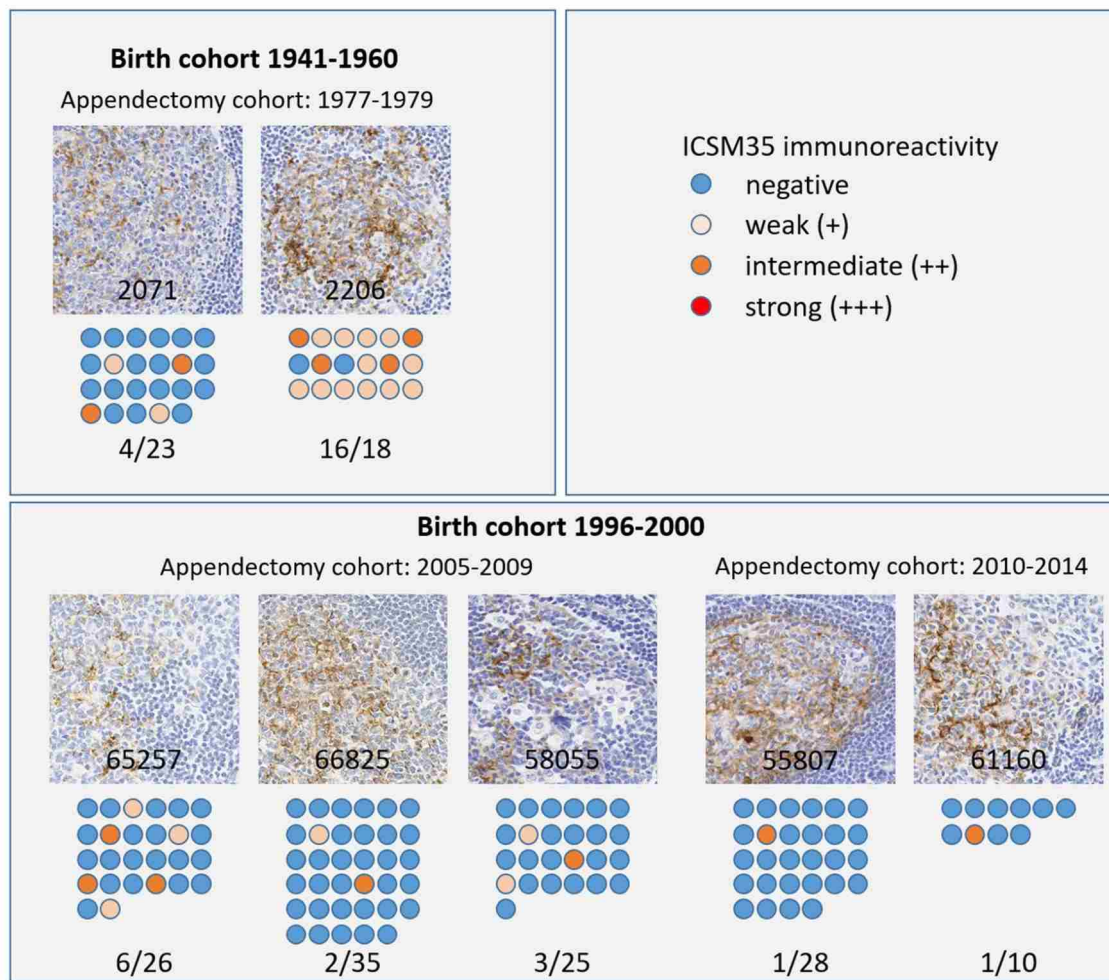 Birth cohort 1941-1960
Appendectomy cohort: 1977-1979
2071
2206
4/23
16/18
ICSM35 immunoreactivity
negative
weak (+)
intermediate (++)
strong (+++)
Birth cohort 1996-2000
Appendectomy cohort: 2005-2009
Appendectomy cohort: 2010-2014
65257
66825
58055
55807
61160
6/26
2/35
3/25
1/28
1/10